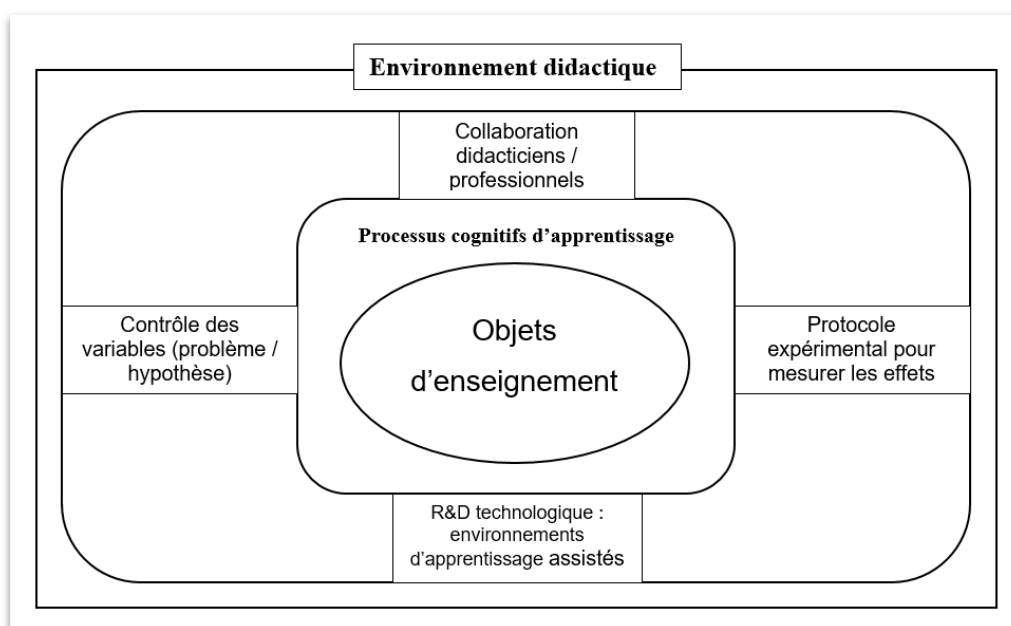 Environnement didactique
Collaboration
didacticiens /
professionnels
Processus cognitifs d’apprentissage
Contrôle des
variables (problème /
hypothèse)
Objets
d’enseignement
Protocole
expérimental pour
mesurer les effets
R&D technologique :
environnements
d’apprentissage assistés